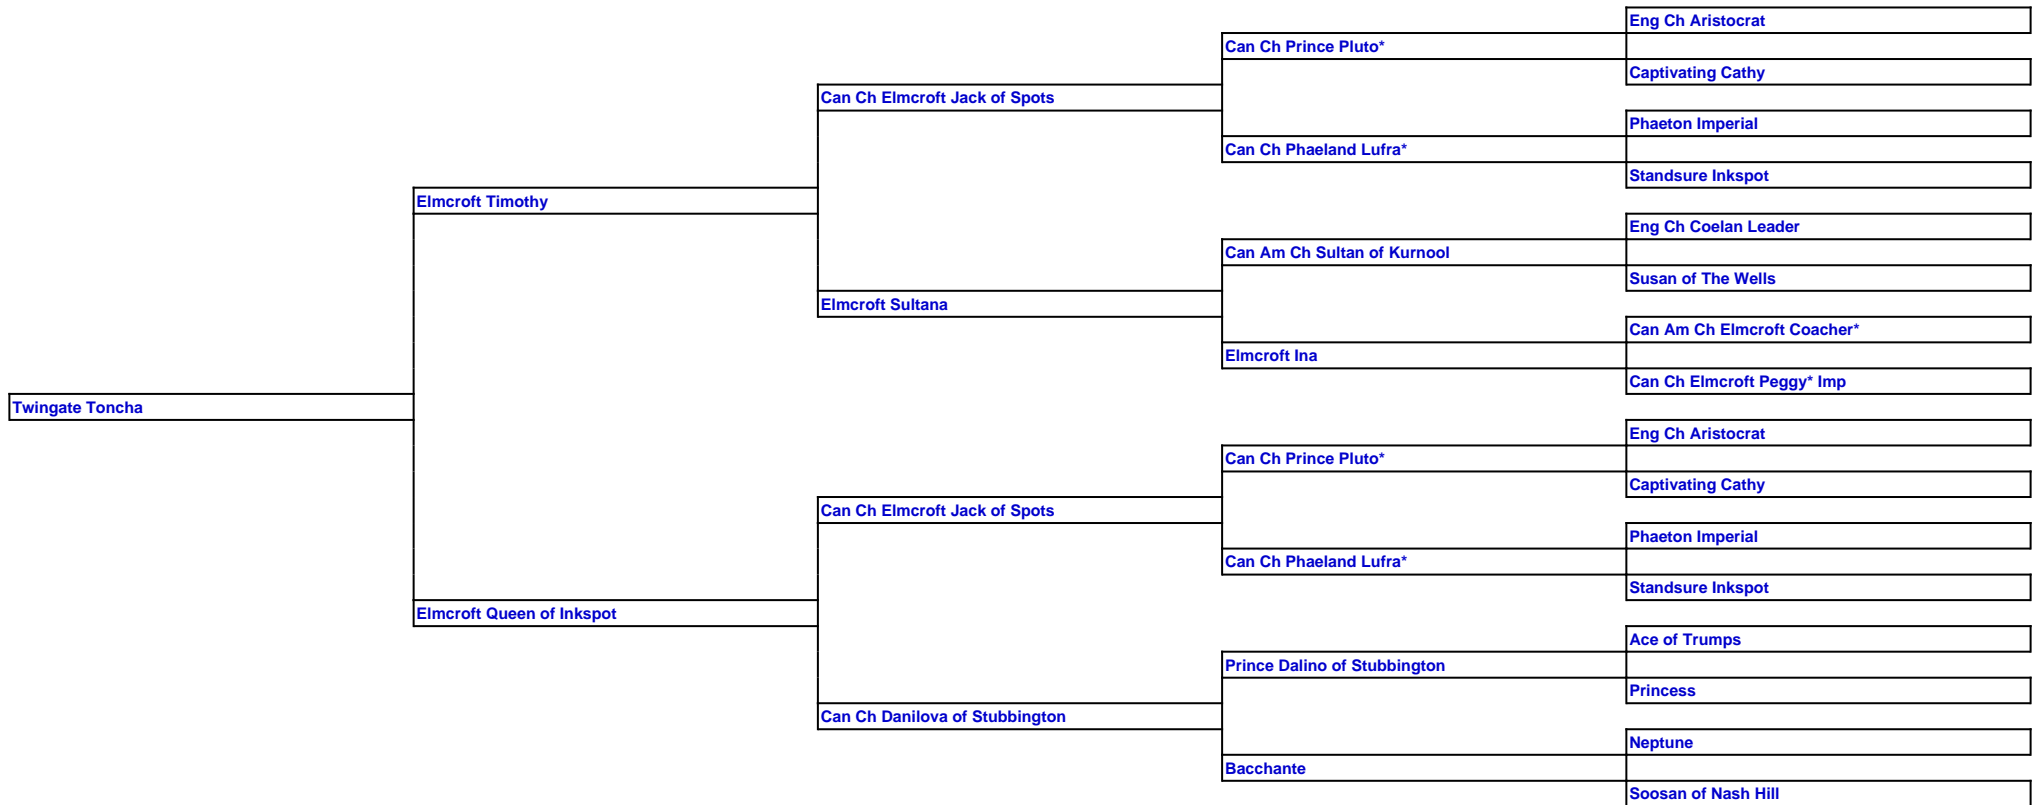 Eng Ch Aristocrat
Can Ch Prince Pluto*
Captivating Cathy
Can Ch Elmcroft Jack of Spots
Phaeton Imperial
Can Ch Phaeland Lufra*
Standsure Inkspot
Elmcroft Timothy
Eng Ch Coelan Leader
Can Am Ch Sultan of Kurnool
Susan of The Wells
Elmcroft Sultana
Can Am Ch Elmcroft Coacher*
Elmcroft Ina
Can Ch Elmcroft Peggy* Imp
Twingate Toncha
Eng Ch Aristocrat
Can Ch Prince Pluto*
Captivating Cathy
Can Ch Elmcroft Jack of Spots
Phaeton Imperial
Can Ch Phaeland Lufra*
Standsure Inkspot
Elmcroft Queen of Inkspot
Ace of Trumps
Prince Dalino of Stubbington
Princess
Can Ch Danilova of Stubbington
Neptune
Bacchante
Soosan of Nash Hill